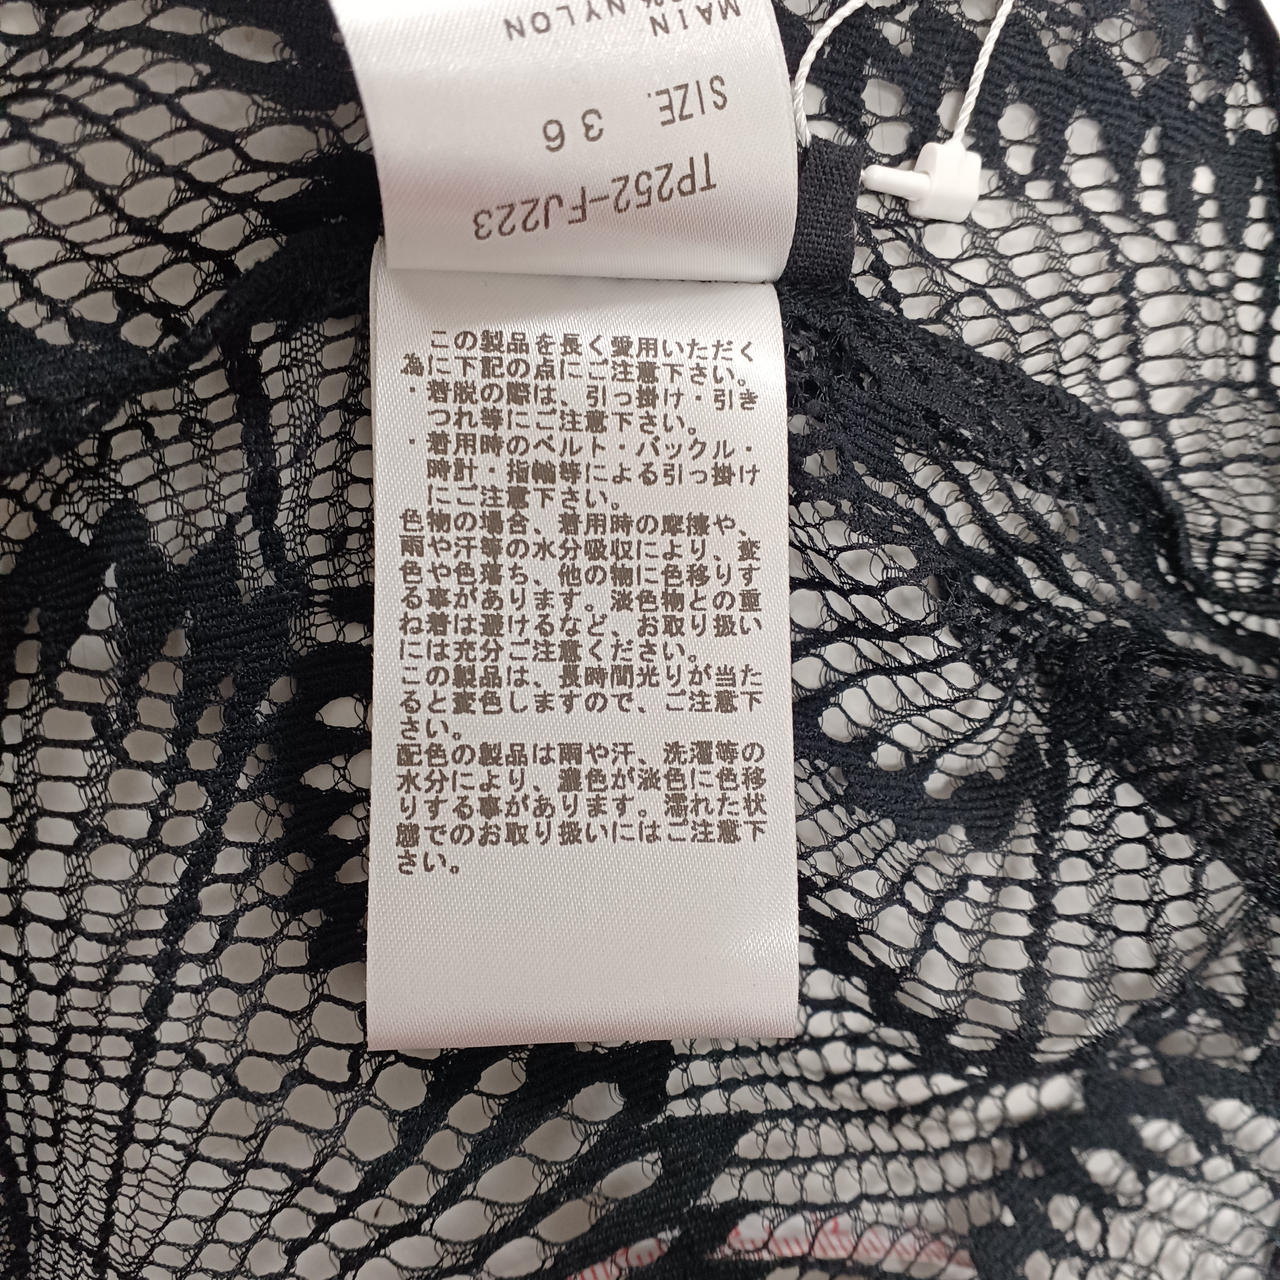 MAIN
% NYLON
SIZE.
36
TP252-FJ223
この製品を長く愛用いただく
為に下記の点にご注意下さい。
・着脱の際は、引っ掛け・引き
つれ等にご注意下さい。
・着用時のベルト・バックル・
時計・指輪等による引っ掛け
にご注意下さい。
色物の場合、着用時の摩擦や、
雨や汗等の水分吸収により、変
色や色落ち、他の物に色移りす
る事があります。淡色物との重
ね着は避けるなど、お取り扱い
には充分ご注意ください。
この製品は、長時間光りが当た
ると変色しますので、ご注意下
さい。
配色の製品は雨や汗、洗濯等の
水分により、濃色が淡色に色移
りする事があります。濡れた状
態でのお取り扱いにはご注意下
さい。